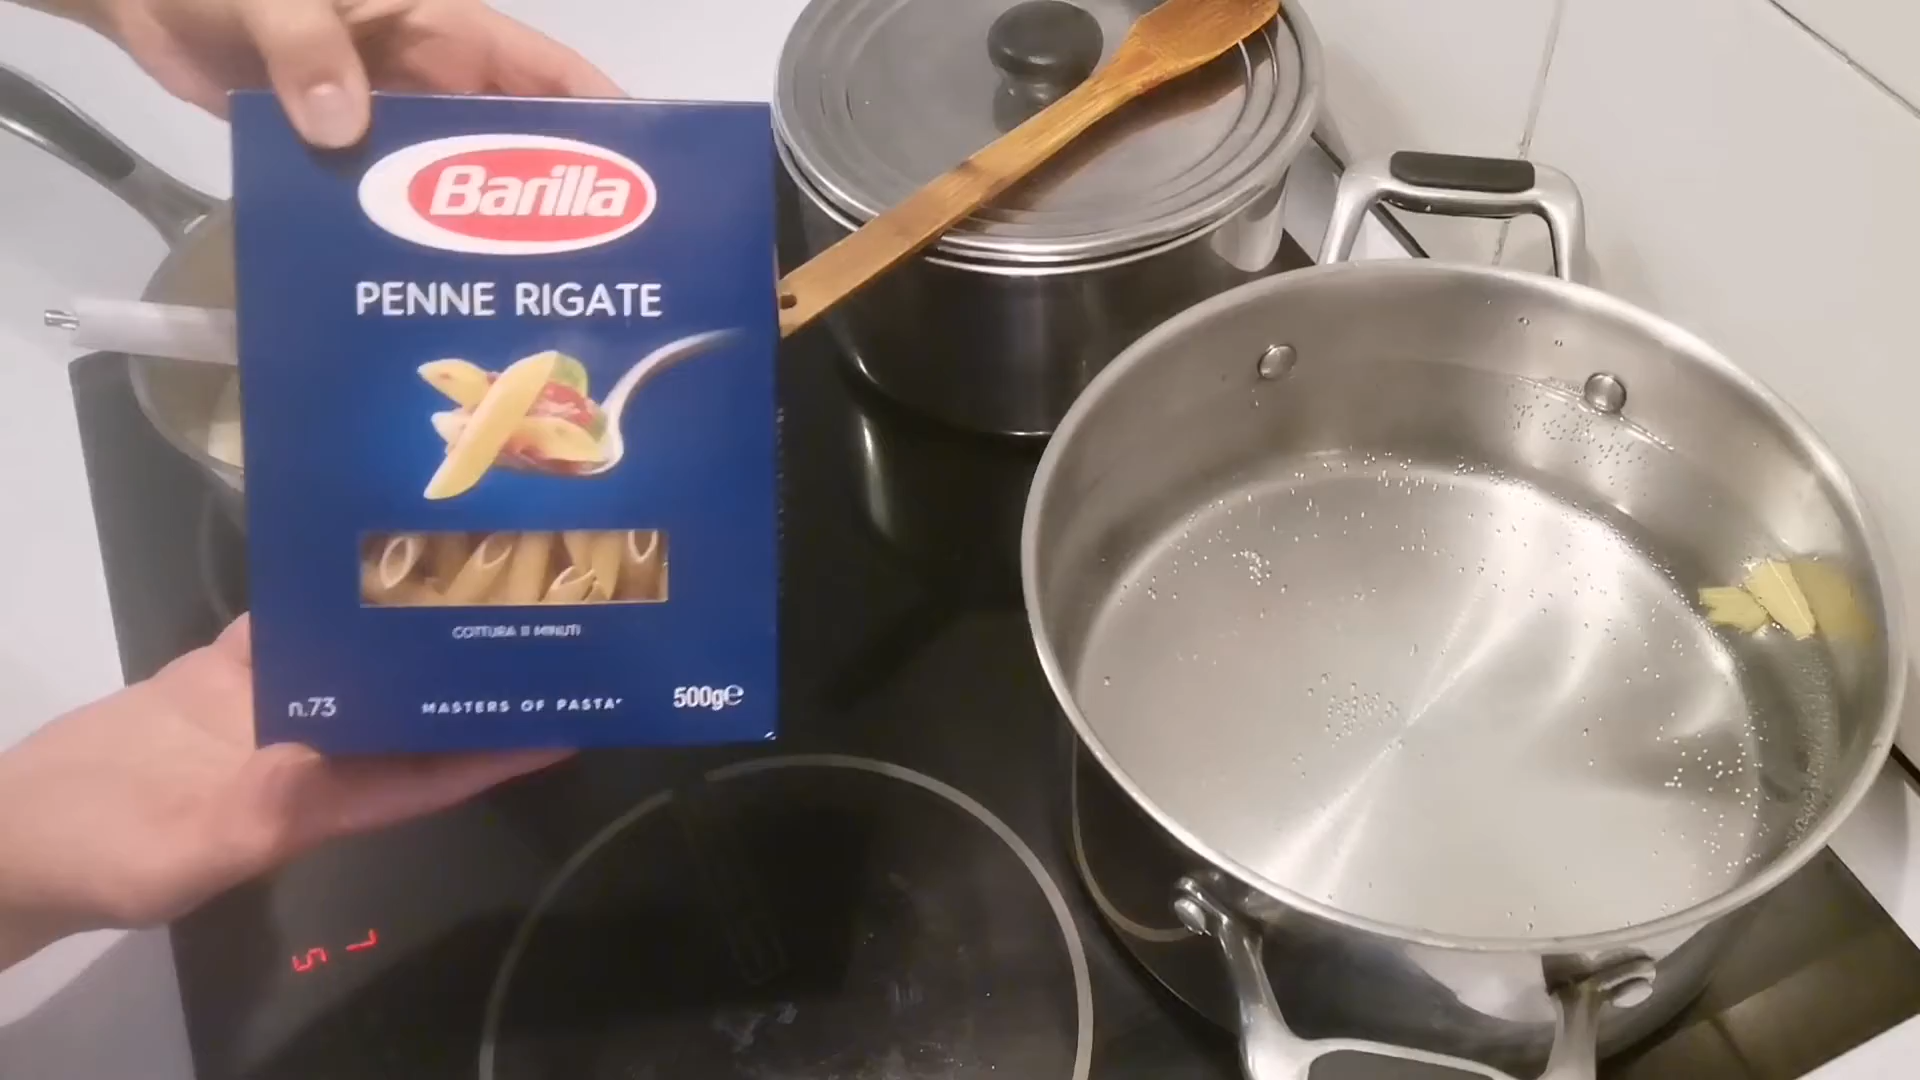 Barilla
PENNE RIGATE
COTTURA 11 MINUTI
n.73
MASTERS OF PASTA
500g℮